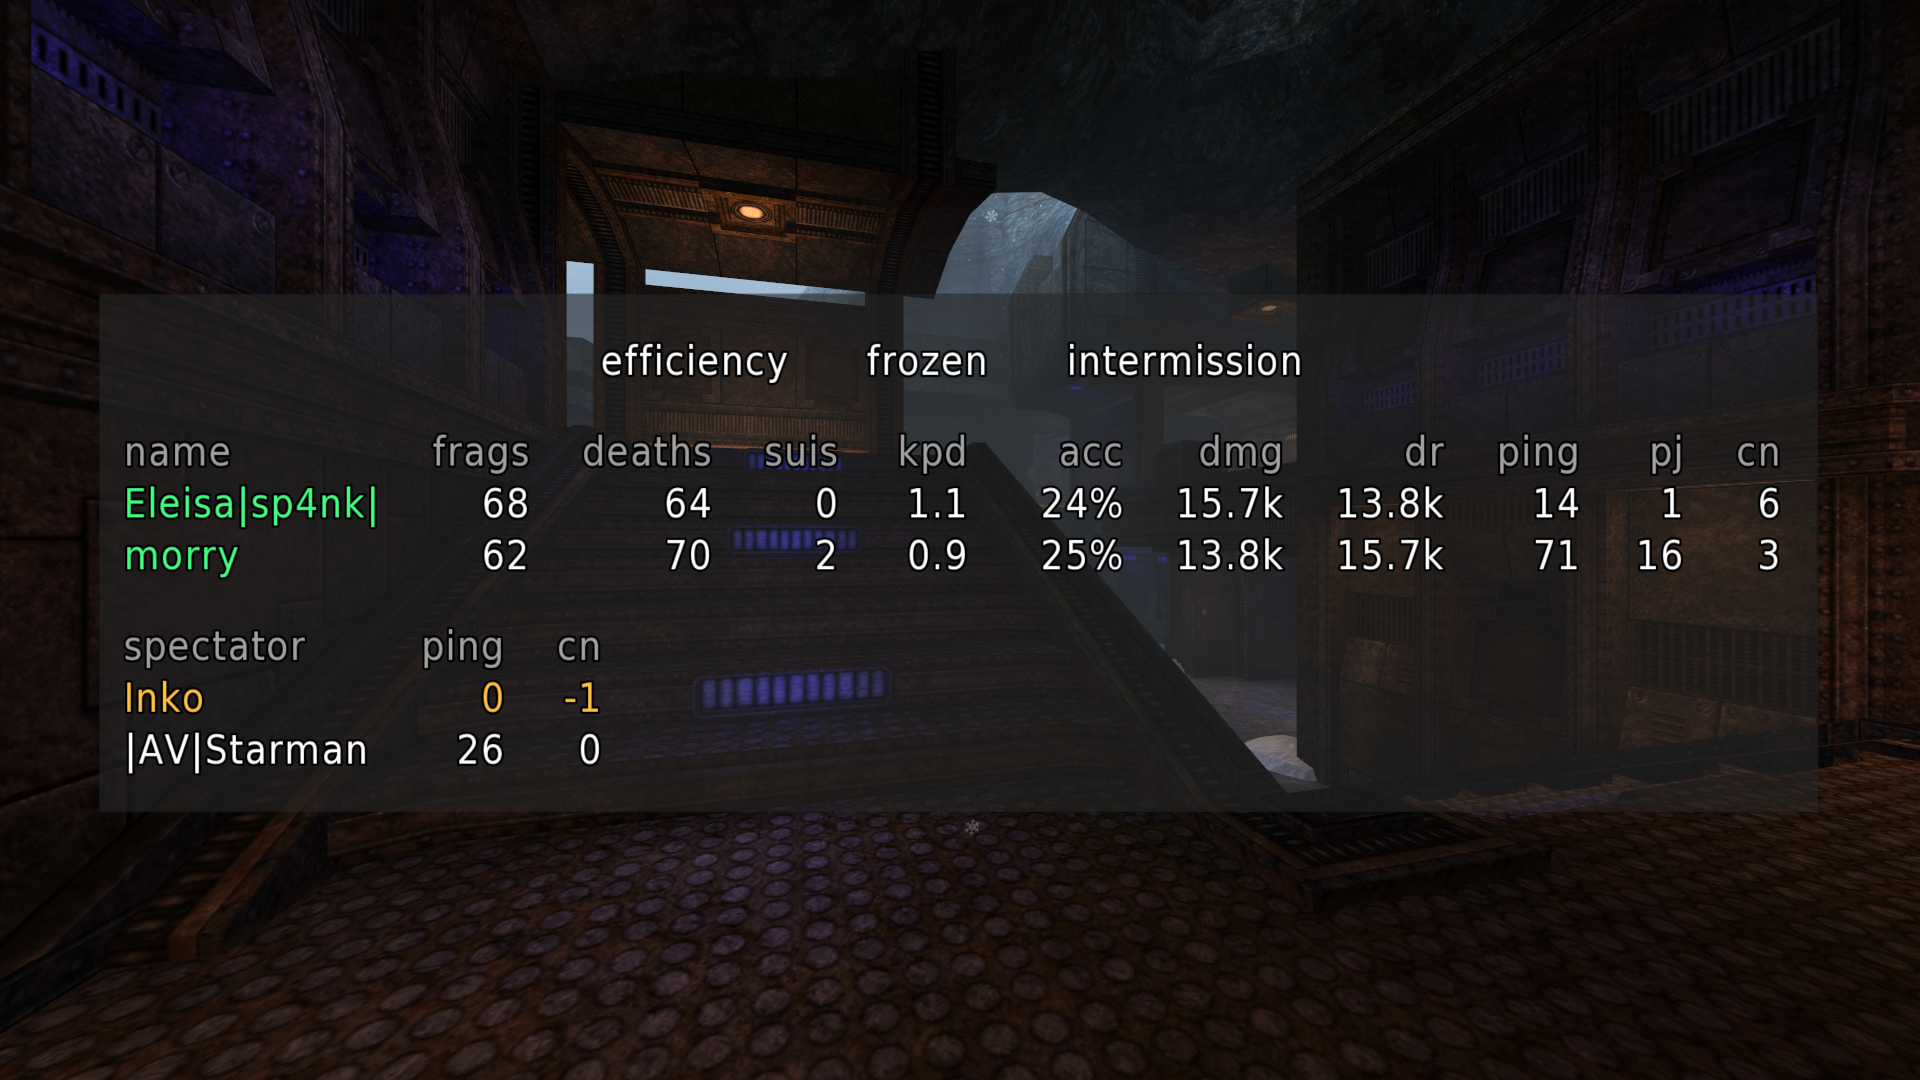 efficiency frozen intermission
name frags deaths suis kpd acc dmg dr ping pj cn
Eleisa|sp4nk| 68 64 0 1.1 24% 15.7k 13.8k 14 1 6
morry 62 70 2 0.9 25% 13.8k 15.7k 71 16 3
spectator ping cn
Inko 0 -1
|AV|Starman 26 0